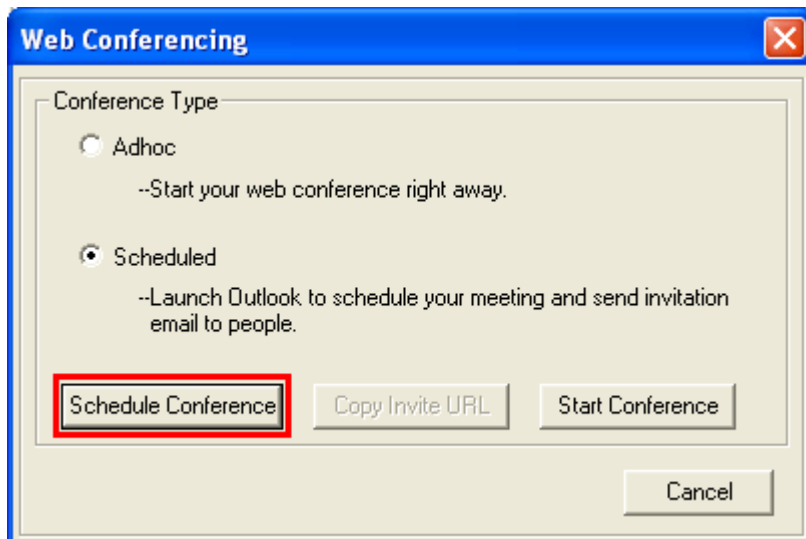 Web Conferencing
Conference Type
Adhoc
--Start your web conference right away.
Scheduled
--Launch Outlook to schedule your meeting and send invitation
email to people.
Schedule Conference Copy Invite URL Start Conference
Cancel